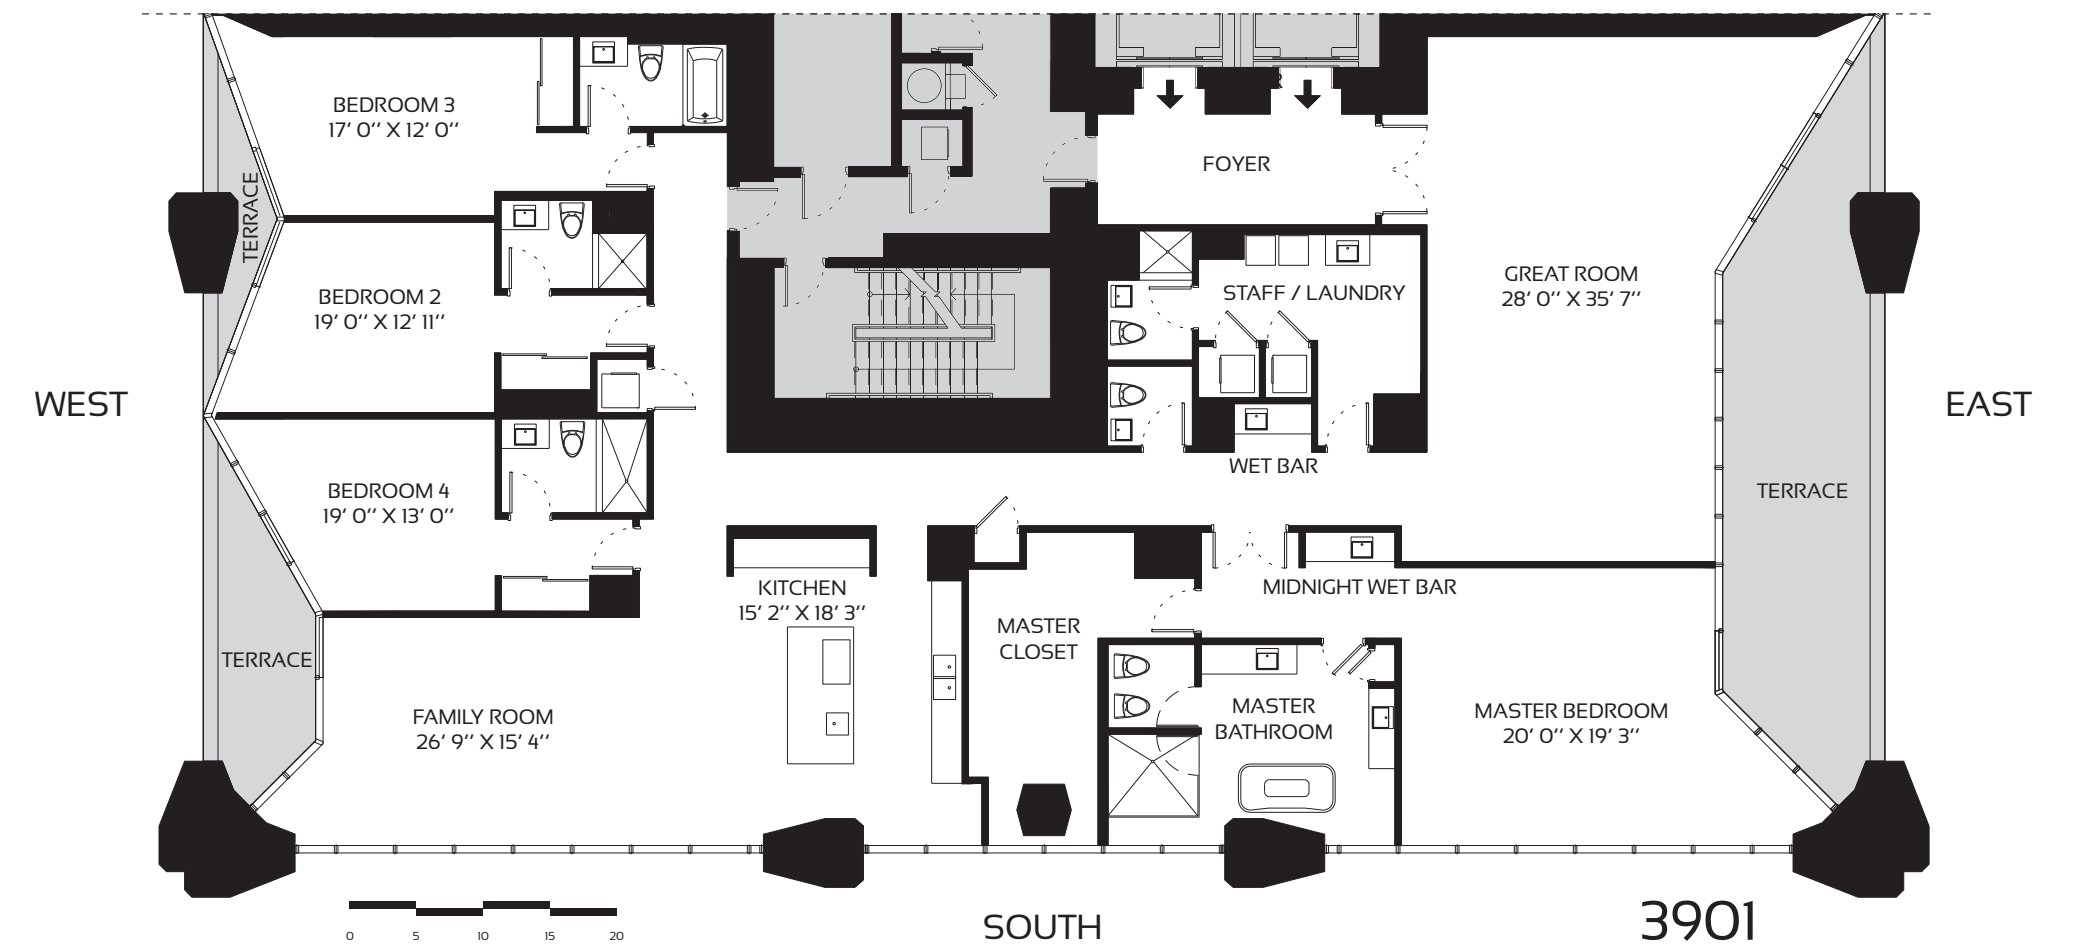 BEDROOM 3
17’ 0’’ X 12’ 0’’
TERRACE
FOYER
BEDROOM 2
19’ 0’’ X 12’ 11’’
STAFF / LAUNDRY
GREAT ROOM
28’ 0’’ X 35’ 7’’
WEST
EAST
WET BAR
BEDROOM 4
19’ 0’’ X 13’ 0’’
TERRACE
KITCHEN
15’ 2’’ X 18’ 3’’
MIDNIGHT WET BAR
MASTER
CLOSET
TERRACE
FAMILY ROOM
26’ 9’’ X 15’ 4’’
MASTER
BATHROOM
MASTER BEDROOM
20’ 0’’ X 19’ 3’’
0 5 10 15 20
SOUTH
3901